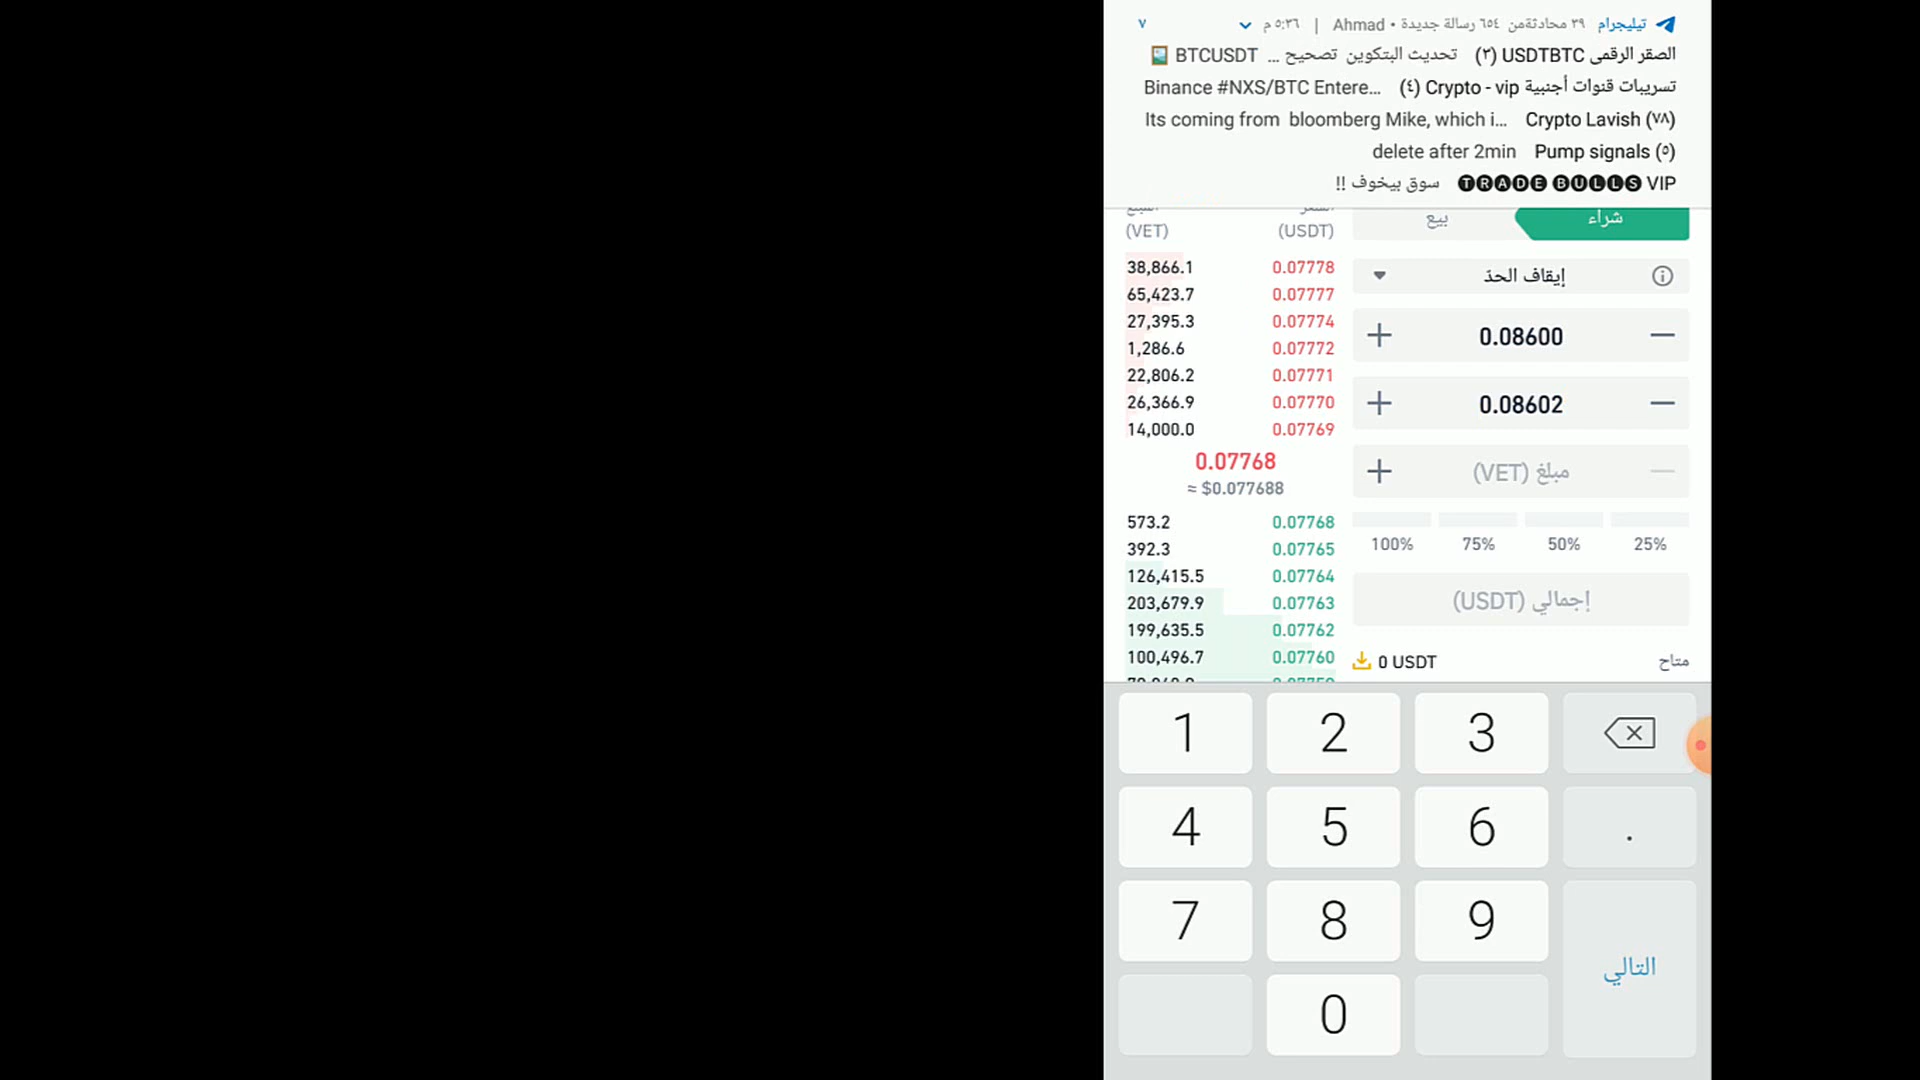 تيليجرام ٣٩ محادثةمن ٦٥٤ رسالة جديدة • Ahmad | ٥:٣٦ م ٧
الصقر الرقمى USDTBTC (٣) تحديث البتكوين تصحيح ... BTCUSDT
تسريبات قنوات أجنبية Crypto - vip (٤) Binance #NXS/BTC Entere...
Crypto Lavish (٧٨) Its coming from bloomberg Mike, which i...
Pump signals (٥) delete after 2min
🅣🅡🅐🅓🅔 🅑🅤🅛🅛🅢 VIP سوق بيخوف !!
شراء
بيع
(USDT) (VET)
38,866.1 0.07778
65,423.7 0.07777
27,395.3 0.07774
1,286.6 0.07772
22,806.2 0.07771
26,366.9 0.07770
14,000.0 0.07769
0.07768
≈ $0.077688
573.2 0.07768
392.3 0.07765
126,415.5 0.07764
203,679.9 0.07763
199,635.5 0.07762
100,496.7 0.07760
إيقاف الحدّ
+ 0.08600 —
+ 0.08602 —
+ مبلغ (VET) —
100% 75% 50% 25%
إجمالي (USDT)
متاح 0 USDT
1 2 3
4 5 6 .
7 8 9
التالي
0